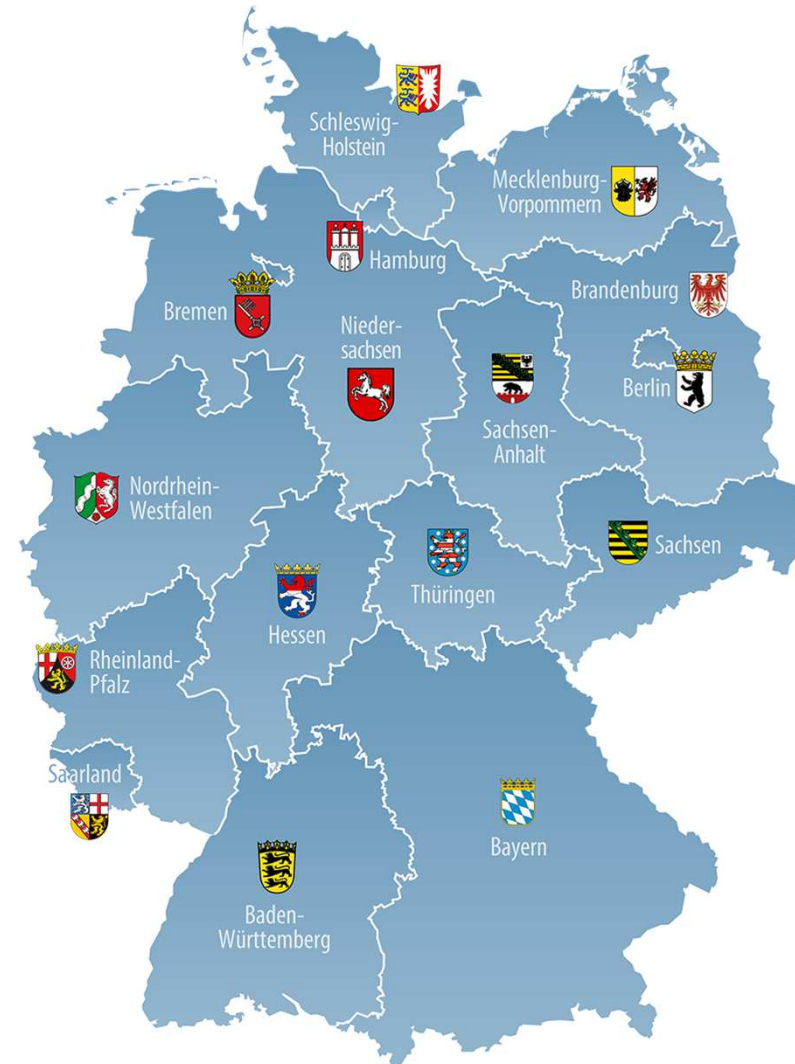 Schleswig-
Holstein
Mecklenburg-
Vorpommern
Hamburg
Brandenburg
Bremen
Nieder-
sachsen
Berlin
Sachsen-
Anhalt
Nordrhein-
Westfalen
Sachsen
Thüringen
Hessen
Rheinland-
Pfalz
Saarland
Bayern
Baden-
Württemberg